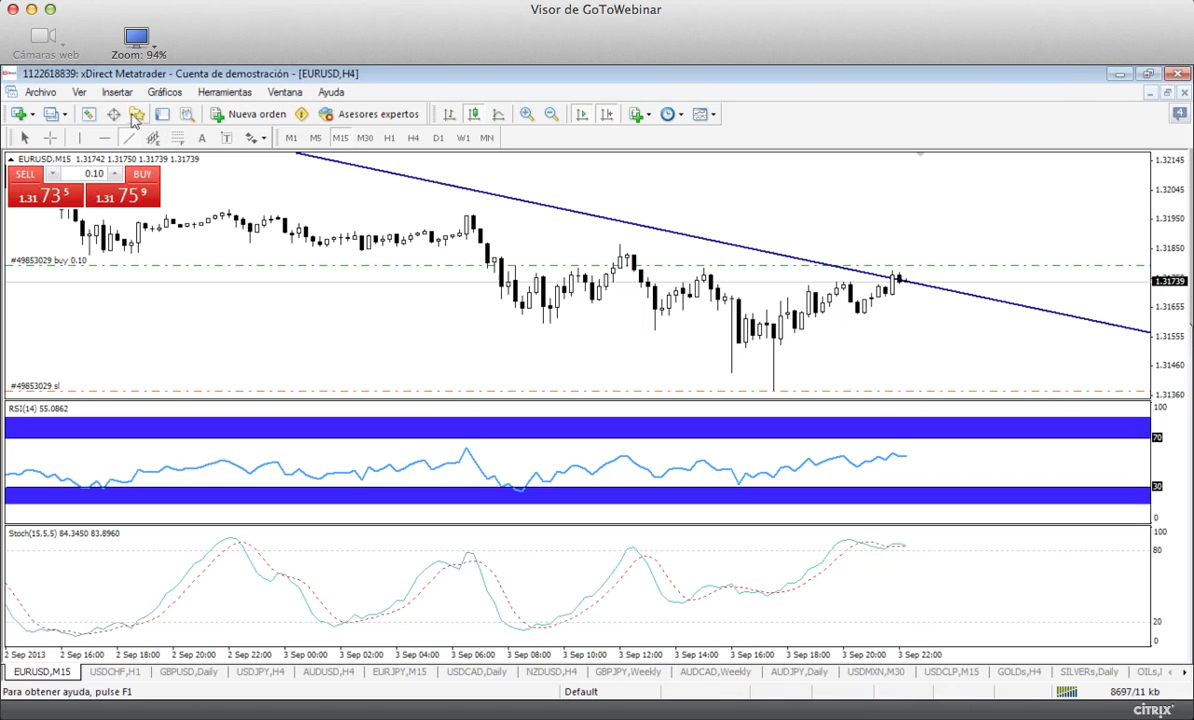 Visor de GoToWebinar
Cámaras web
Zoom: 94%
1122618839: xDirect Metatrader - Cuenta de demostración - [EURUSD,H4]
Archivo Ver Insertar Gráficos Herramientas Ventana Ayuda
Nueva orden Asesores expertos
4
A T M1 M5 M15 M30 H1 H4 D1 W1 MN
EURUSD,M15 1.31742 1.31750 1.31739 1.31739
SELL 0.10 BUY
1.31 73 5 1.31 75 9
1.32145
1.32045
1.31950
1.31850
#49853029 buy 0.10
1.31739
1.31655
1.31555
1.31460
#49853029 sl
1.31360
RSI(14) 55.0862
100
70
30
0
Stoch(15,5,5) 84.3450 83.8960
100
80
20
0
2 Sep 2013 2 Sep 16:00 2 Sep 18:00 2 Sep 20:00 2 Sep 22:00 3 Sep 00:00 3 Sep 02:00 3 Sep 04:00 3 Sep 06:00 3 Sep 08:00 3 Sep 10:00 3 Sep 12:00 3 Sep 14:00 3 Sep 16:00 3 Sep 18:00 3 Sep 20:00 3 Sep 22:00
EURUSD,M15 USDCHF,H1 GBPUSD,Daily USDJPY,H4 AUDUSD,H4 EURJPY,M15 USDCAD,Daily NZDUSD,H4 GBPJPY,Weekly AUDCAD,Weekly AUDJPY,Daily USDMXN,M30 USDCLP,M15 GOLDs,H4 SILVERs,Daily OILs,
Para obtener ayuda, pulse F1 Default 8697/11 kb
CITRIX